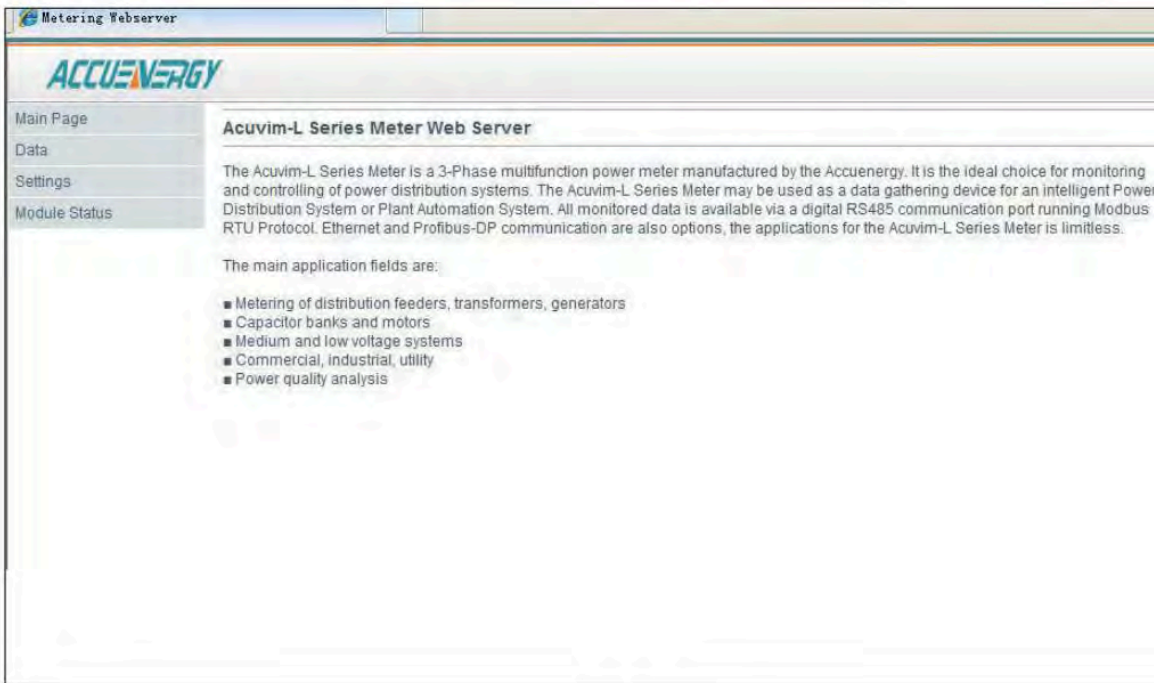 Metering Webserver
ACCUENERGY
Main Page
Data
Settings
Module Status
Acuvim-L Series Meter Web Server
The Acuvim-L Series Meter is a 3-Phase multifunction power meter manufactured by the Accuenergy. It is the ideal choice for monitoring
and controlling of power distribution systems. The Acuvim-L Series Meter may be used as a data gathering device for an intelligent Power
Distribution System or Plant Automation System. All monitored data is available via a digital RS485 communication port running Modbus
RTU Protocol. Ethernet and Profibus-DP communication are also options, the applications for the Acuvim-L Series Meter is limitless.
The main application fields are:
■ Metering of distribution feeders, transformers, generators
■ Capacitor banks and motors
■ Medium and low voltage systems
■ Commercial, industrial, utility
■ Power quality analysis